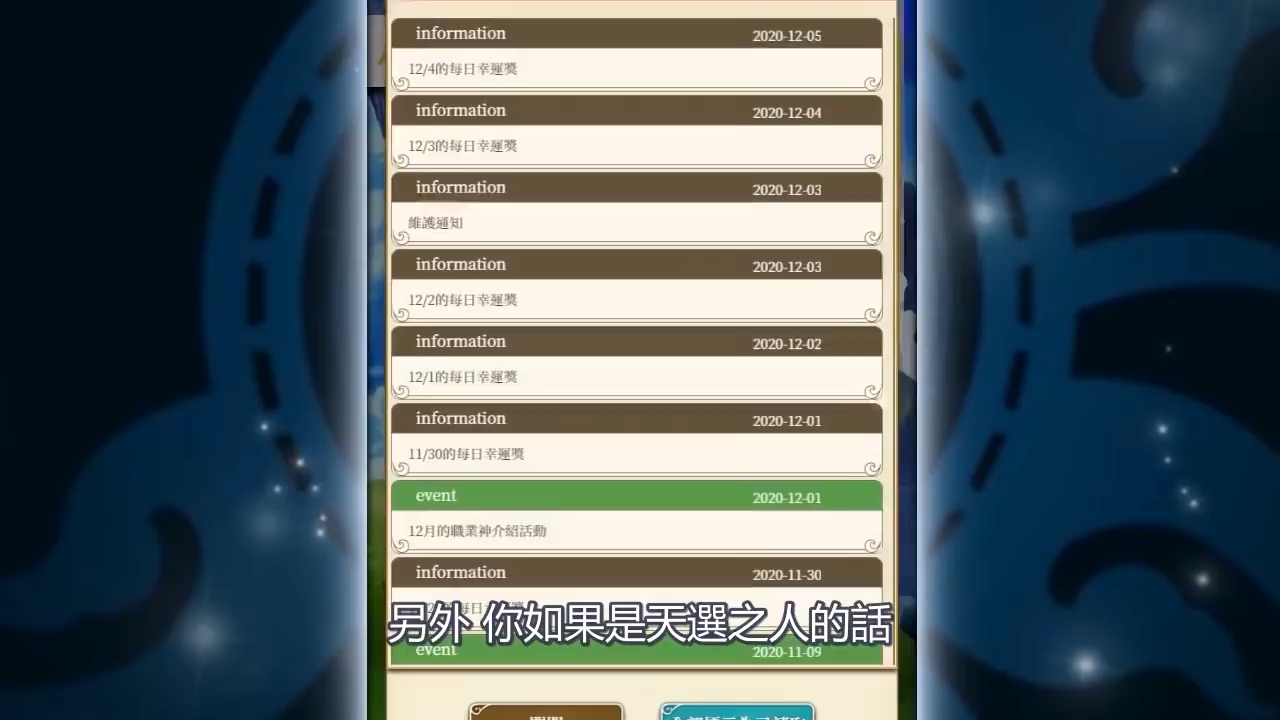 information 2020-12-05
12/4的每日幸運獎
information 2020-12-04
12/3的每日幸運獎
information 2020-12-03
維護通知
information 2020-12-03
12/2的每日幸運獎
information 2020-12-02
12/1的每日幸運獎
information 2020-12-01
11/30的每日幸運獎
event 2020-12-01
12月的職業神介紹活動
information 2020-11-30
另外 你如果是天選之人的話
event 2020-11-09